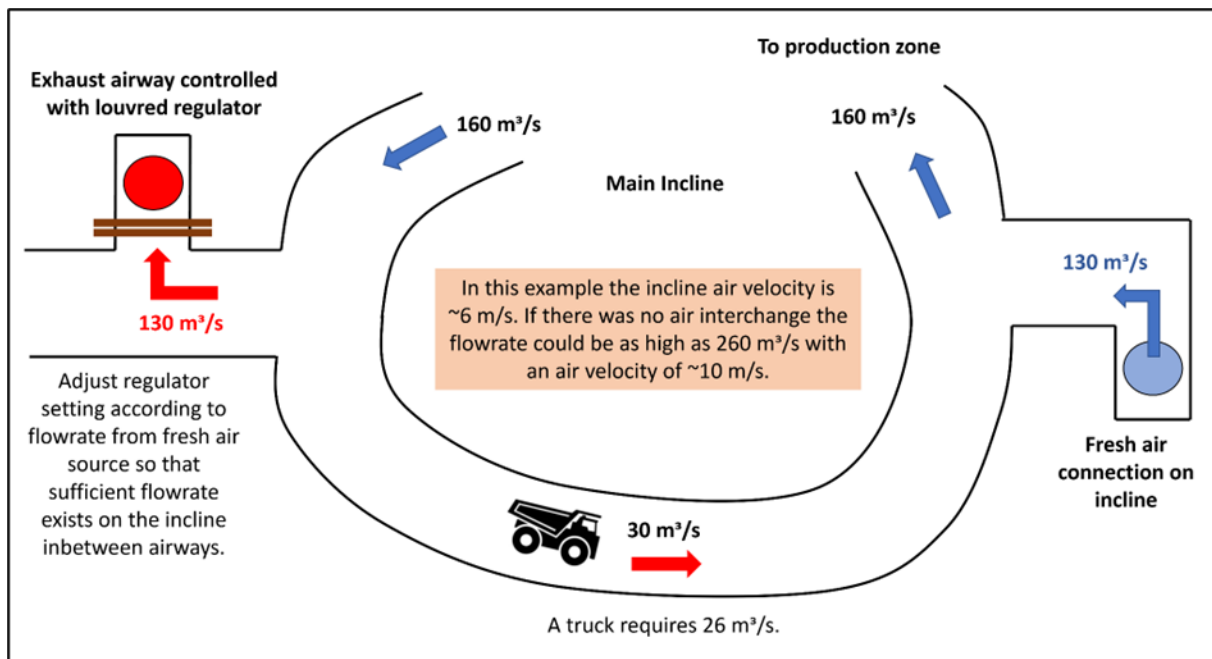 To production zone
Exhaust airway controlled
with louvred regulator
160 m³/s
160 m³/s
Main Incline
130 m³/s
130 m³/s
In this example the incline air velocity is
~6 m/s. If there was no air interchange the
flowrate could be as high as 260 m³/s with
an air velocity of ~10 m/s.
Adjust regulator
setting according to
flowrate from fresh air
source so that
sufficient flowrate
exists on the incline
inbetween airways.
Fresh air
connection on
incline
30 m³/s
A truck requires 26 m³/s.